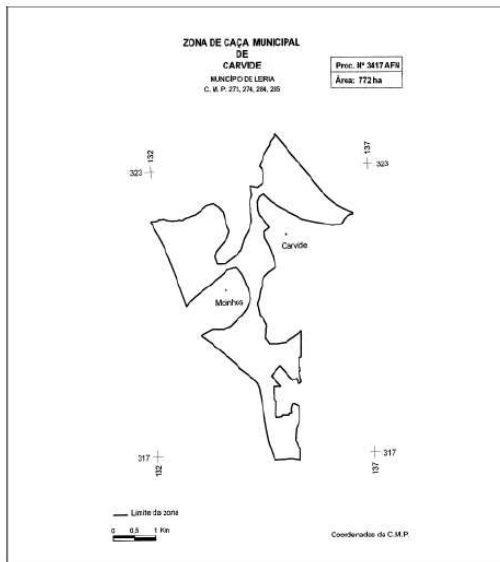 ZONA DE CAÇA MUNICIPAL
DE
CARVIDE
MUNICÍPIO DE LEIRIA
C. M. P. 273, 274, 284, 285
Proc. Nº 3417 AFN
Área: 772 ha
132
323
137
323
Carvide
Moinhos
317
132
317
137
Limite da zona
0 0,5 1 Km
Coordenadas da C.M.P.